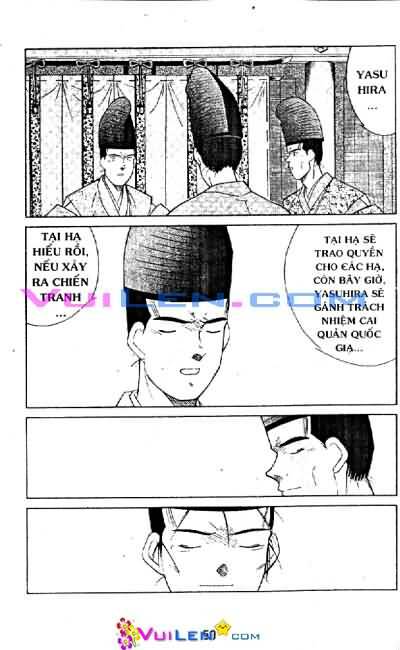 YASU
HIRA
...
TẠI HẠ
HIỂU RỒI,
NẾU XẢY
RA CHIẾN
TRANH
...
TẠI HẠ SẼ
TRAO QUYỀN
CHO CÁC HẠ,
CÒN BÂY GIỜ,
YASUHIRA SẼ
GÁNH TRÁCH
NHIỆM CAI
QUẢN QUỐC
GIA...
VUILEN.COM
50
VUILEN.COM